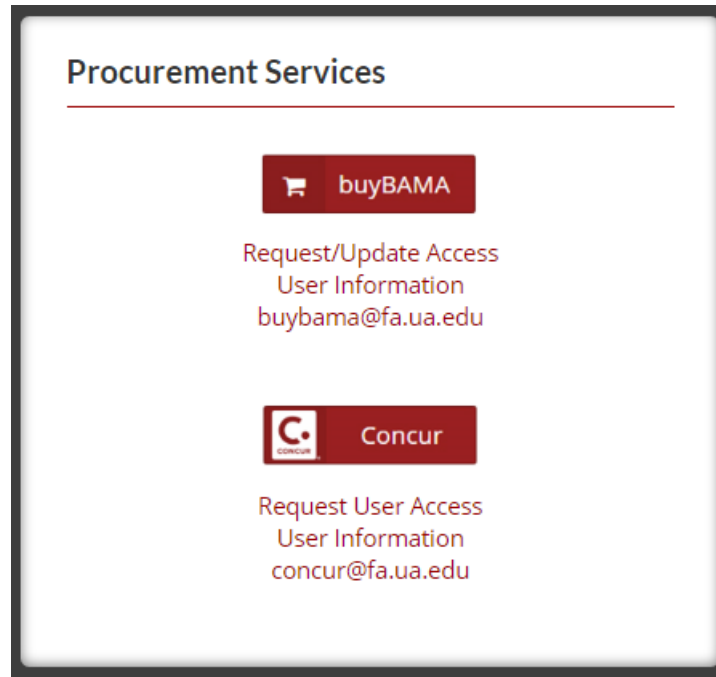 Procurement Services
buyBAMA
Request/Update Access
User Information
buybama@fa.ua.edu
C.
CONCUR
Concur
Request User Access
User Information
concur@fa.ua.edu